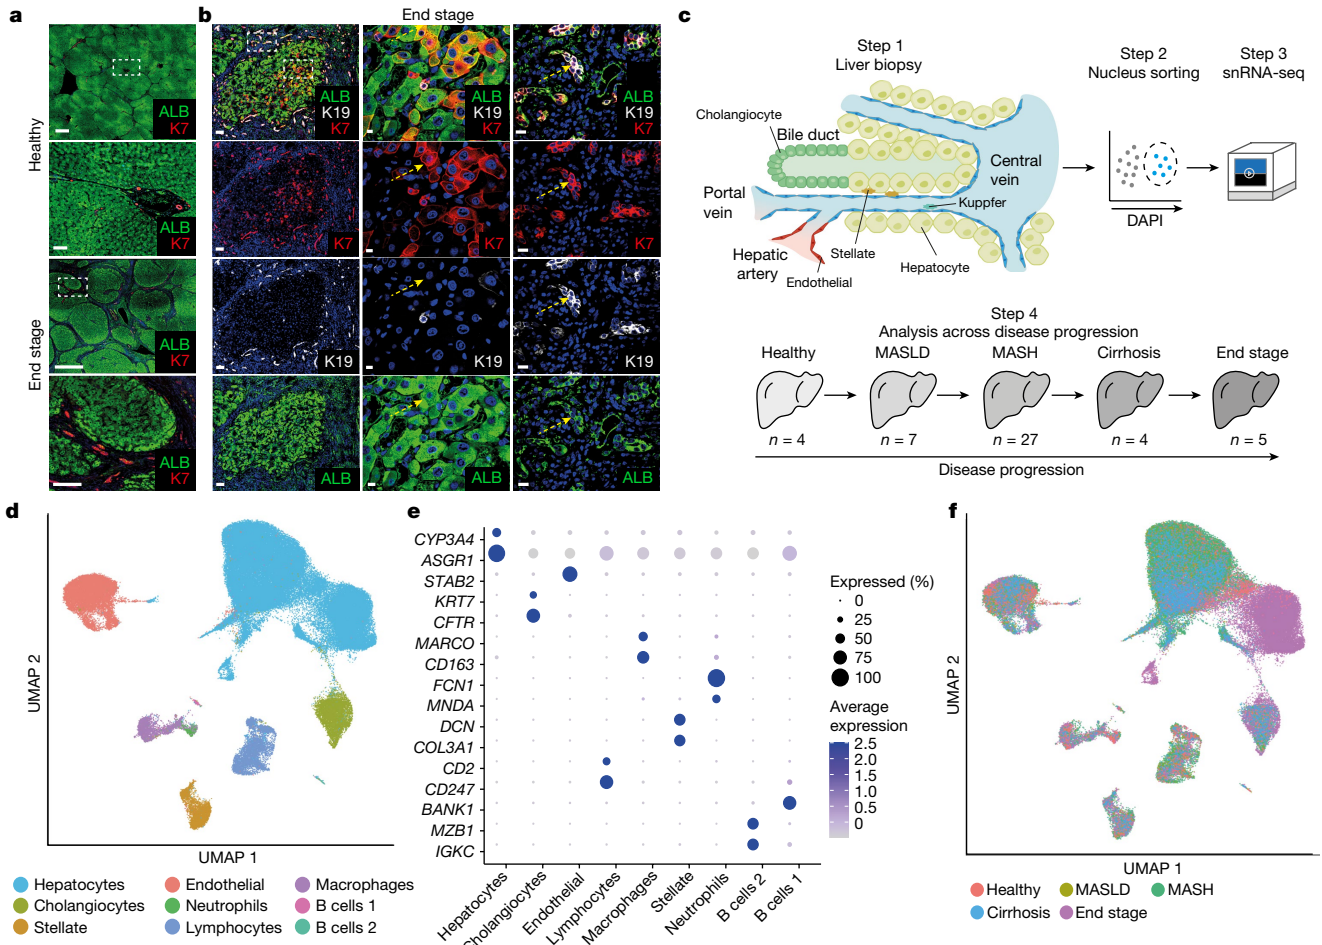 a
b
End stage
c
Healthy
End stage
ALB
K7
ALB
K7
ALB
K7
ALB
K7
ALB
K19
K7
ALB
K19
K7
ALB
K19
K7
K7
K7
K7
K19
K19
K19
ALB
ALB
ALB
Step 1
Liver biopsy
Step 2
Nucleus sorting
Step 3
snRNA-seq
Cholangiocyte
Bile duct
Central
vein
Portal
vein
Kuppfer
DAPI
Hepatic
artery
Stellate
Hepatocyte
Endothelial
Step 4
Analysis across disease progression
Healthy
MASLD
MASH
Cirrhosis
End stage
n = 4
n = 7
n = 27
n = 4
n = 5
Disease progression
d
UMAP 2
UMAP 1
Hepatocytes
Endothelial
Macrophages
Cholangiocytes
Neutrophils
B cells 1
Stellate
Lymphocytes
B cells 2
e
CYP3A4
ASGR1
STAB2
KRT7
CFTR
MARCO
CD163
FCN1
MNDA
DCN
COL3A1
CD2
CD247
BANK1
MZB1
IGKC
Hepatocytes
Cholangiocytes
Endothelial
Lymphocytes
Macrophages
Stellate
Neutrophils
B cells 2
B cells 1
Expressed (%)
0
25
50
75
100
Average
expression
2.5
2.0
1.5
1.0
0.5
0
f
UMAP 2
UMAP 1
Healthy
MASLD
MASH
Cirrhosis
End stage